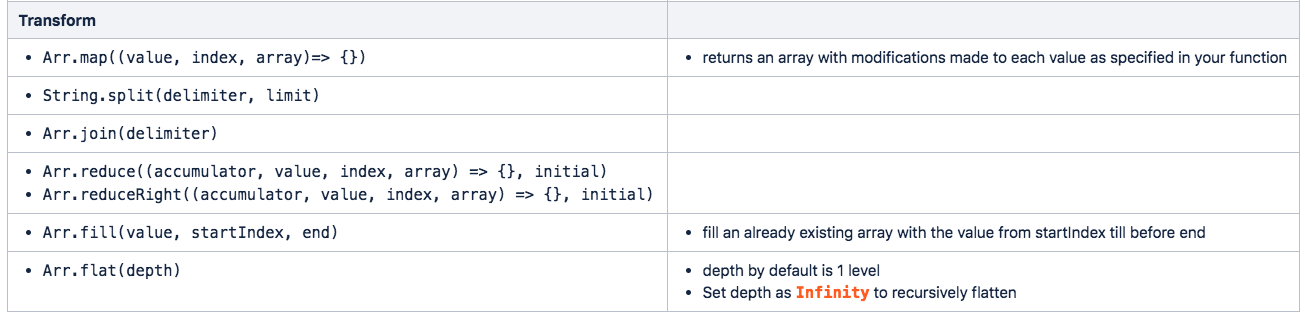 Transform
• Arr.map((value, index, array)=> {})
• returns an array with modifications made to each value as specified in your function
• String.split(delimiter, limit)
• Arr.join(delimiter)
• Arr.reduce((accumulator, value, index, array) => {}, initial)
• Arr.reduceRight((accumulator, value, index, array) => {}, initial)
• Arr.fill(value, startIndex, end)
• fill an already existing array with the value from startIndex till before end
• Arr.flat(depth)
• depth by default is 1 level
• Set depth as Infinity to recursively flatten